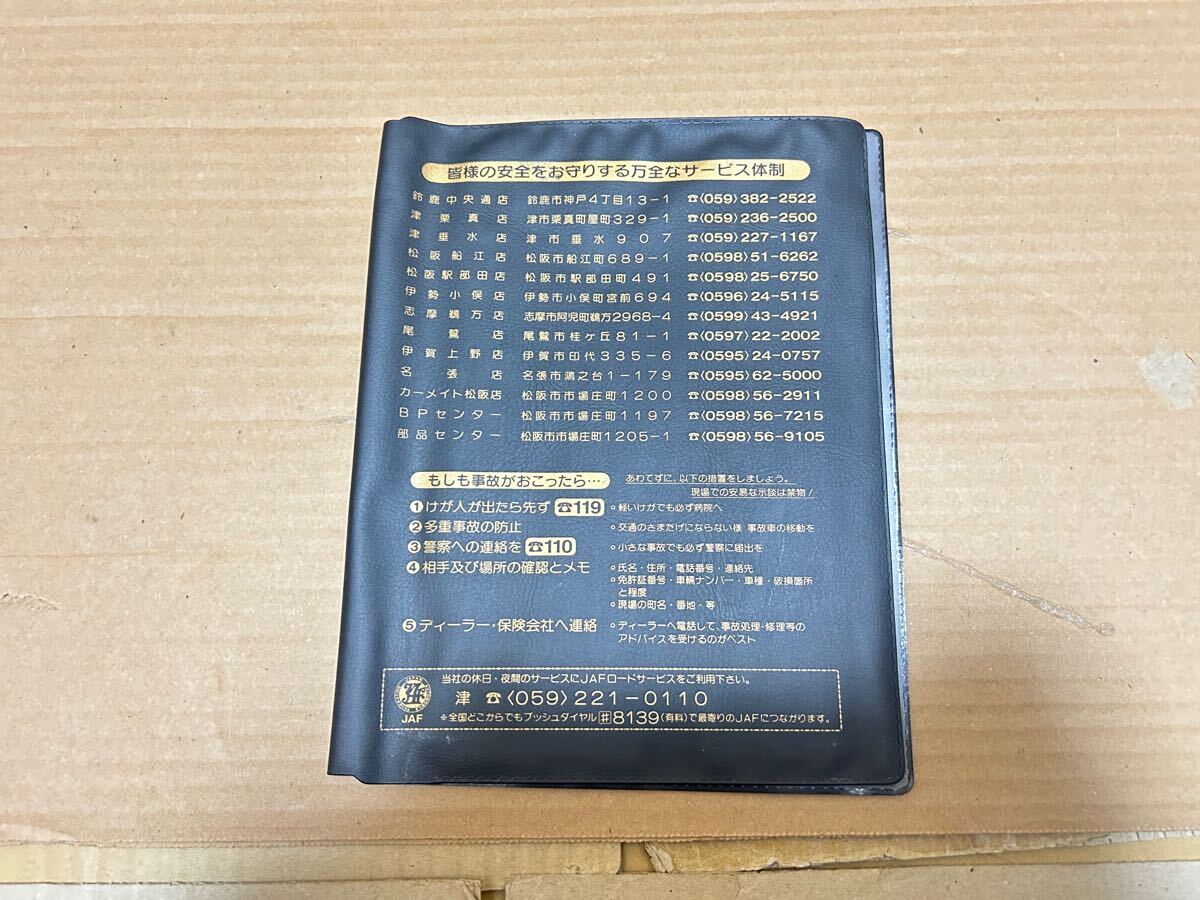 皆様の安全をお守りする万全なサービス体制
鈴鹿中央通店 鈴鹿市神戸4丁目13-1 ☎(059)382-2522
津栗真店 津市栗真町屋町329-1 ☎(059)236-2500
津垂水店 津市垂水907 ☎(059)227-1167
松阪船江店 松阪市船江町689-1 ☎(0598)51-6262
松阪駅部田店 松阪市駅部田町491 ☎(0598)25-6750
伊勢小俣店 伊勢市小俣町宮前694 ☎(0596)24-5115
志摩鵜方店 志摩市阿児町鵜方2968-4 ☎(0599)43-4921
尾鷲店 尾鷲市桂ケ丘81-1 ☎(0597)22-2002
伊賀上野店 伊賀市印代335-6 ☎(0595)24-0757
名張店 名張市鴻之台1-179 ☎(0595)62-5000
カーメイト松阪店 松阪市市場庄町1200 ☎(0598)56-2911
BPセンター 松阪市市場庄町1197 ☎(0598)56-7215
部品センター 松阪市市場庄町1205-1 ☎(0598)56-9105
もしも事故がおこったら… あわてずに、以下の措置をしましょう。
現場での安易な示談は禁物!
❶けが人が出たら先ず ☎119 ○軽いけがでも必ず病院へ
❷多重事故の防止 ○交通のさまたげにならない様 事故車の移動を
❸警察への連絡を ☎110 ○小さな事故でも必ず警察に届出を
❹相手及び場所の確認とメモ ○氏名・住所・電話番号・連絡先
○免許証番号・車輌ナンバー・車種・破損箇所
と程度
○現場の町名・番地・等
❺ディーラー・保険会社へ連絡 ○ディーラーへ電話して、事故処理・修理等の
アドバイスを受けるのがベスト
当社の休日・夜間のサービスにJAFロードサービスをご利用下さい。
津 ☎(059)221-0110
JAF ※全国どこからでもプッシュダイヤル#8139(有料)で最寄りのJAFにつながります。